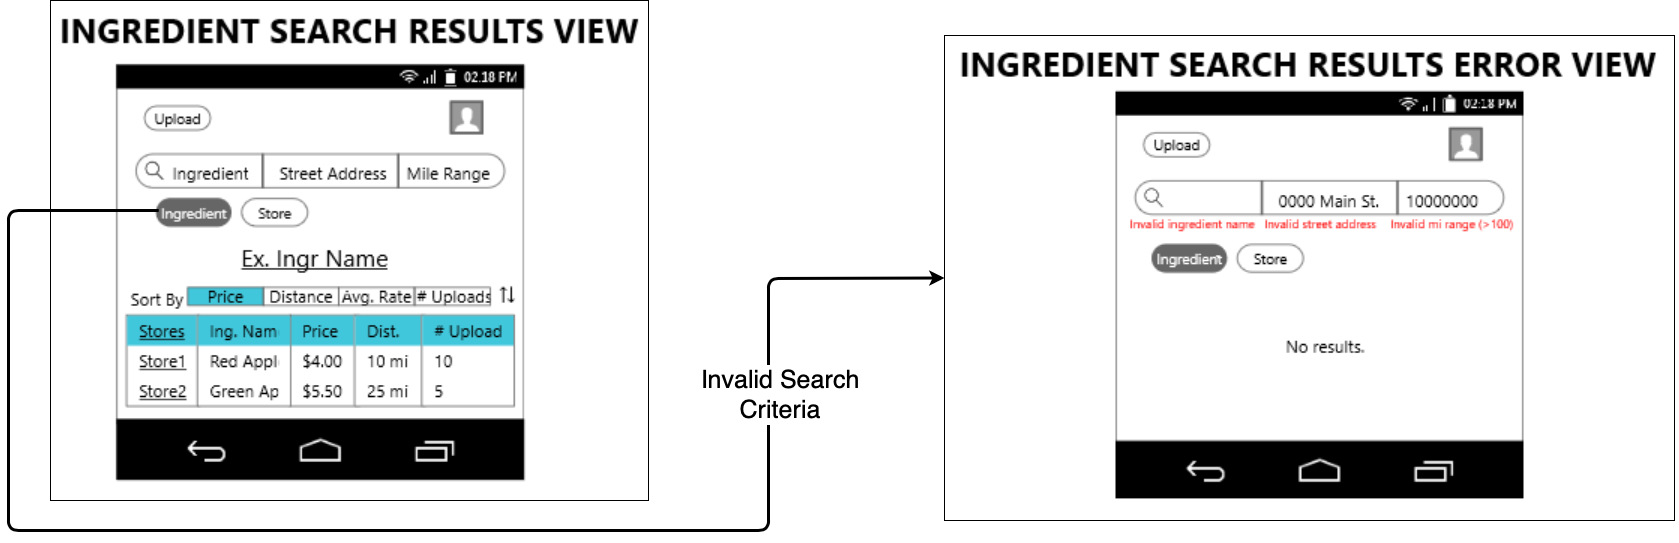 INGREDIENT SEARCH RESULTS VIEW
02.18 PM
Upload
Ingredient Street Address Mile Range
Ingredient Store
Ex. Ingr Name
Sort By Price Distance Avg. Rate # Uploads
Stores Ing. Nam Price Dist. # Upload
Store1 Red Appl $4.00 10 mi 10
Store2 Green Ap $5.50 25 mi 5
Invalid Search
Criteria
INGREDIENT SEARCH RESULTS ERROR VIEW
02:18 PM
Upload
0000 Main St. 10000000
Invalid ingredient name Invalid street address Invalid mi range (>100)
Ingredient Store
No results.